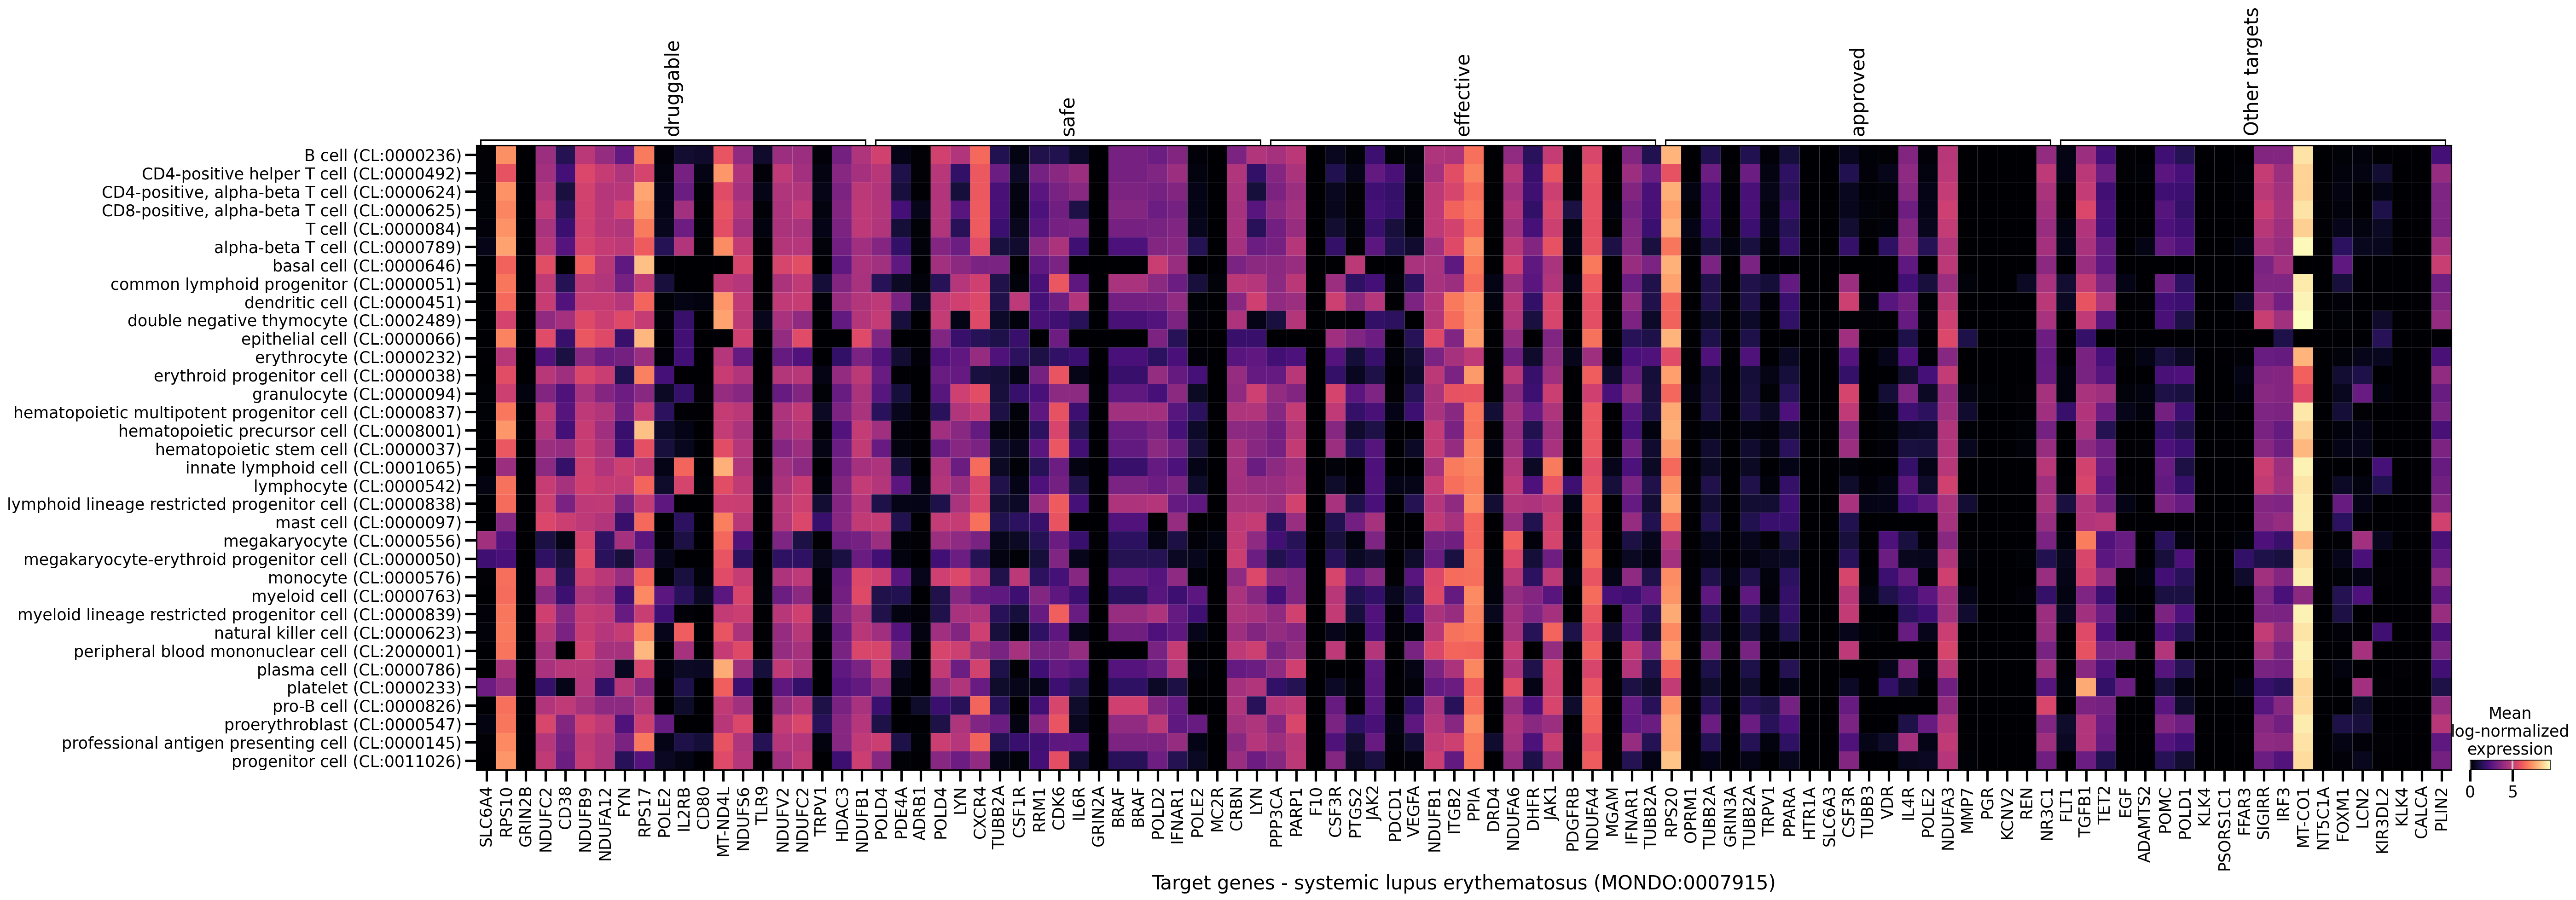 druggable
safe
effective
approved
Other targets
B cell (CL:0000236)
CD4-positive helper T cell (CL:0000492)
CD4-positive, alpha-beta T cell (CL:0000624)
CD8-positive, alpha-beta T cell (CL:0000625)
T cell (CL:0000084)
alpha-beta T cell (CL:0000789)
basal cell (CL:0000646)
common lymphoid progenitor (CL:0000051)
dendritic cell (CL:0000451)
double negative thymocyte (CL:0002489)
epithelial cell (CL:0000066)
erythrocyte (CL:0000232)
erythroid progenitor cell (CL:0000038)
granulocyte (CL:0000094)
hematopoietic multipotent progenitor cell (CL:0000837)
hematopoietic precursor cell (CL:0008001)
hematopoietic stem cell (CL:0000037)
innate lymphoid cell (CL:0001065)
lymphocyte (CL:0000542)
lymphoid lineage restricted progenitor cell (CL:0000838)
mast cell (CL:0000097)
megakaryocyte (CL:0000556)
megakaryocyte-erythroid progenitor cell (CL:0000050)
monocyte (CL:0000576)
myeloid cell (CL:0000763)
myeloid lineage restricted progenitor cell (CL:0000839)
natural killer cell (CL:0000623)
peripheral blood mononuclear cell (CL:2000001)
plasma cell (CL:0000786)
platelet (CL:0000233)
pro-B cell (CL:0000826)
proerythroblast (CL:0000547)
professional antigen presenting cell (CL:0000145)
progenitor cell (CL:0011026)
SLC6A4
RPS10
GRIN2B
NDUFC2
CD38
NDUFB9
NDUFA12
FYN
RPS17
POLE2
IL2RB
CD80
MT-ND4L
NDUFS6
TLR9
NDUFV2
NDUFC2
TRPV1
HDAC3
NDUFB1
POLD4
PDE4A
ADRB1
POLD4
LYN
CXCR4
TUBB2A
CSF1R
RRM1
CDK6
IL6R
GRIN2A
BRAF
BRAF
POLD2
IFNAR1
POLE2
MC2R
CRBN
LYN
PPP3CA
PARP1
F10
CSF3R
PTGS2
JAK2
PDCD1
VEGFA
NDUFB1
ITGB2
PPIA
DRD4
NDUFA6
DHFR
JAK1
PDGFRB
NDUFA4
MGAM
IFNAR1
TUBB2A
RPS20
OPRM1
TUBB2A
GRIN3A
TUBB2A
TRPV1
PPARA
HTR1A
SLC6A3
CSF3R
TUBB3
VDR
IL4R
POLE2
NDUFA3
MMP7
PGR
KCNV2
REN
NR3C1
FLT1
TGFB1
TET2
EGF
ADAMTS2
POMC
POLD1
KLK4
PSORS1C1
FFAR3
SIGIRR
IRF3
MT-CO1
NT5C1A
FOXM1
LCN2
KIR3DL2
KLK4
CALCA
PLIN2
Target genes - systemic lupus erythematosus (MONDO:0007915)
Mean
log-normalized
expression
0 5